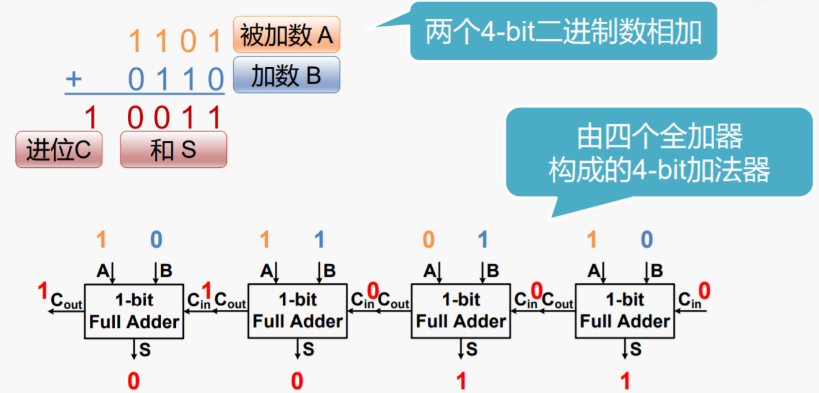 1 1 0 1 被加数 A
两个4-bit二进制数相加
+ 0 1 1 0 加数 B
1 0 0 1 1
进位C 和 S
由四个全加器
构成的4-bit加法器
1 0 1 1 0 1 1 0
A B A B A B A B
1 Cout 1-bit Cin 1 Cout 1-bit Cin 0 Cout 1-bit Cin 0 Cout 1-bit Cin 0
Full Adder Full Adder Full Adder Full Adder
S S S S
0 0 1 1